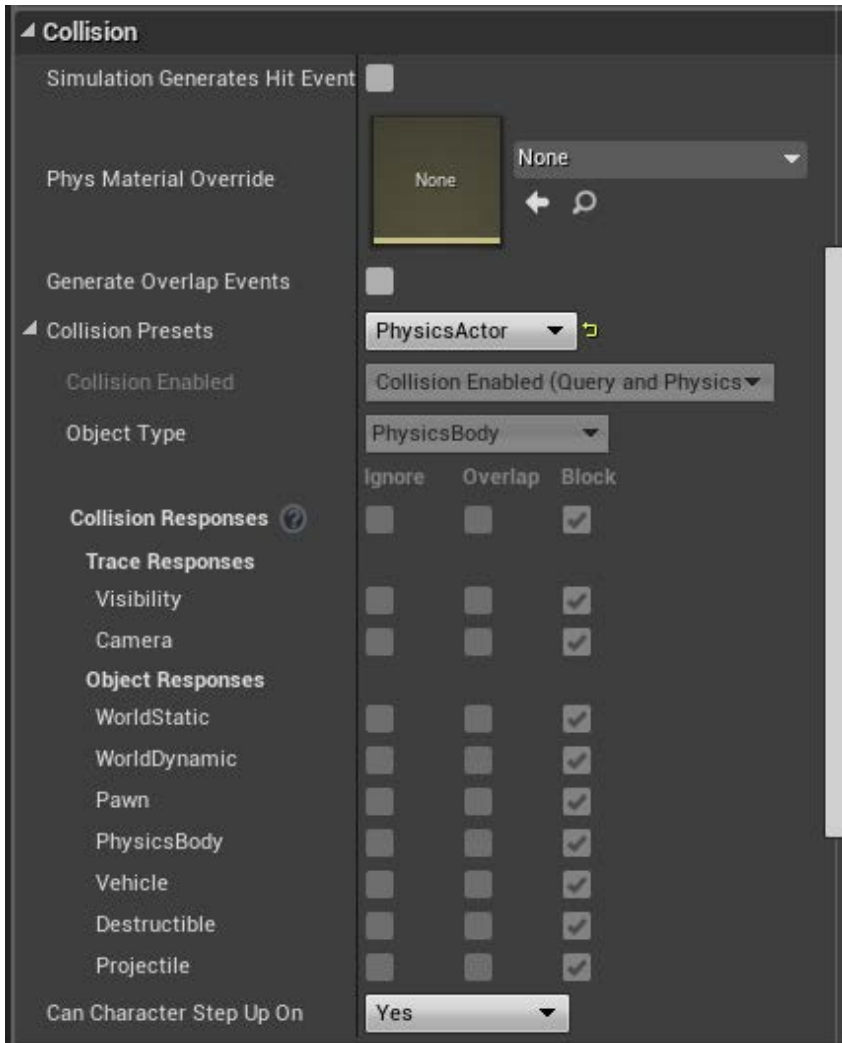 Collision
Simulation Generates Hit Event
Phys Material Override
None
None
Generate Overlap Events
Collision Presets PhysicsActor
Collision Enabled Collision Enabled (Query and Physics
Object Type PhysicsBody
Ignore Overlap Block
Collision Responses ?
Trace Responses
Visibility
Camera
Object Responses
WorldStatic
WorldDynamic
Pawn
PhysicsBody
Vehicle
Destructible
Projectile
Can Character Step Up On Yes